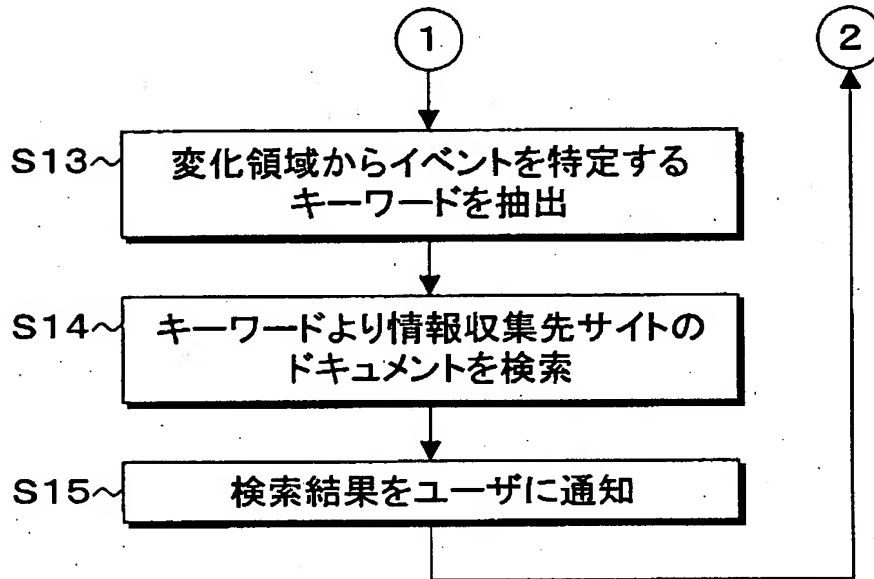 1
2
S13~
変化領域からイベントを特定する
キーワードを抽出
S14~
キーワードより情報収集先サイトの
ドキュメントを検索
S15~
検索結果をユーザに通知